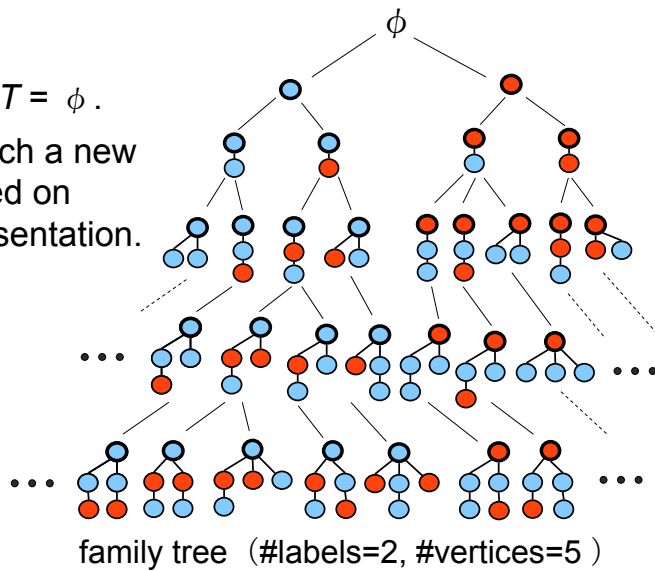 ϕ
T = ϕ .
ch a new
ed on
sentation.
family tree（#labels=2, #vertices=5 ）